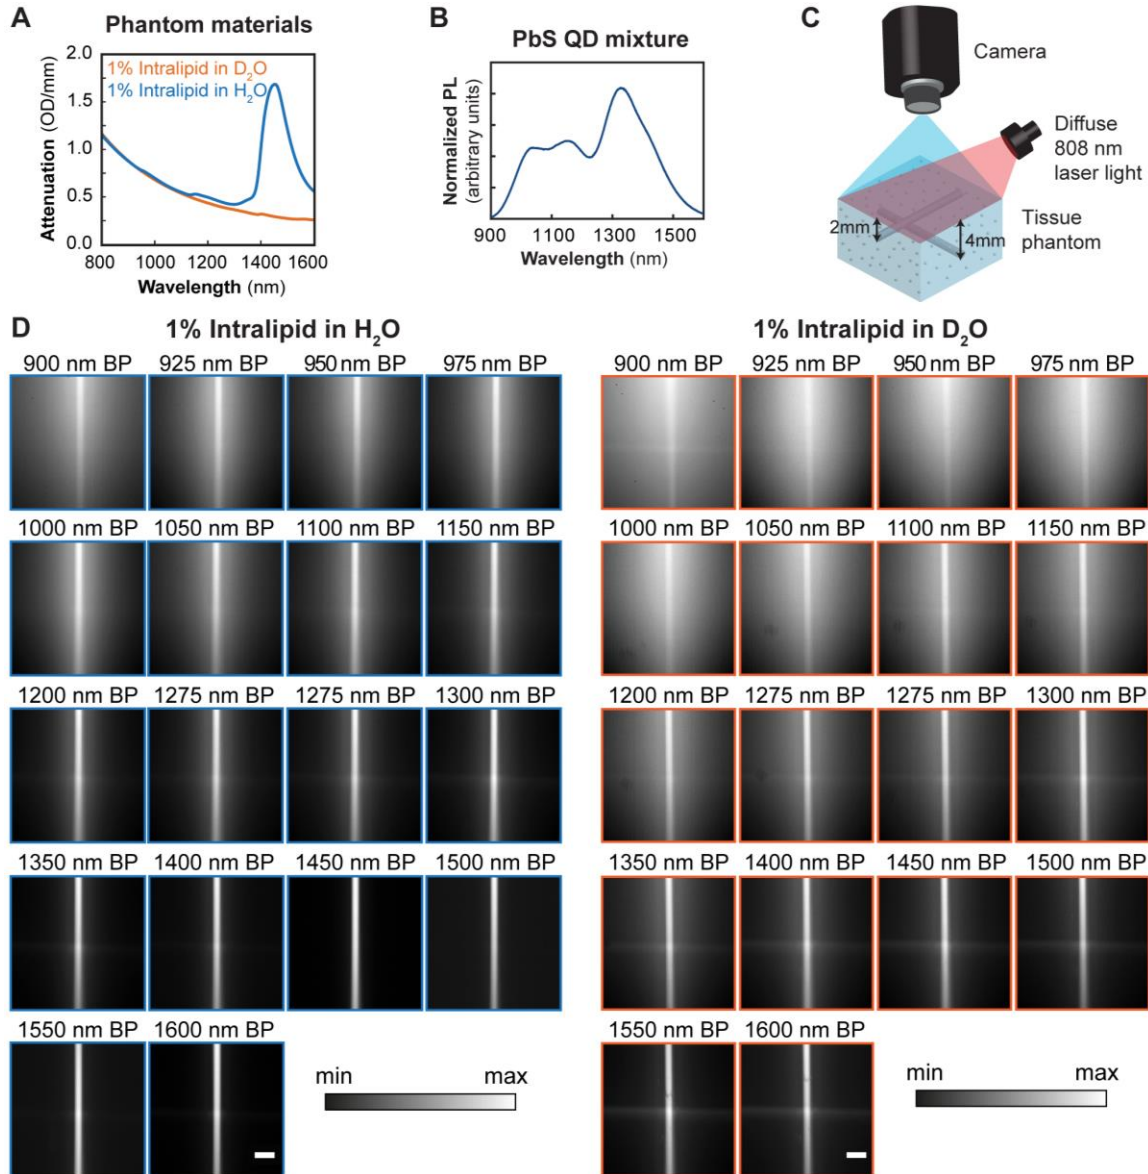 A
Phantom materials
Attenuation (OD/mm)
2.0
1.5
1.0
0.5
0.0
1% Intralipid in D₂O
1% Intralipid in H₂O
800 1000 1200 1400 1600
Wavelength (nm)
B
PbS QD mixture
Normalized PL
(arbitrary units)
900 1100 1300 1500
Wavelength (nm)
C
Camera
Diffuse
808 nm
laser light
Tissue
phantom
2mm
4mm
D
1% Intralipid in H₂O
900 nm BP 925 nm BP 950 nm BP 975 nm BP
1000 nm BP 1050 nm BP 1100 nm BP 1150 nm BP
1200 nm BP 1275 nm BP 1275 nm BP 1300 nm BP
1350 nm BP 1400 nm BP 1450 nm BP 1500 nm BP
1550 nm BP 1600 nm BP
min max
1% Intralipid in D₂O
900 nm BP 925 nm BP 950 nm BP 975 nm BP
1000 nm BP 1050 nm BP 1100 nm BP 1150 nm BP
1200 nm BP 1275 nm BP 1275 nm BP 1300 nm BP
1350 nm BP 1400 nm BP 1450 nm BP 1500 nm BP
1550 nm BP 1600 nm BP
min max